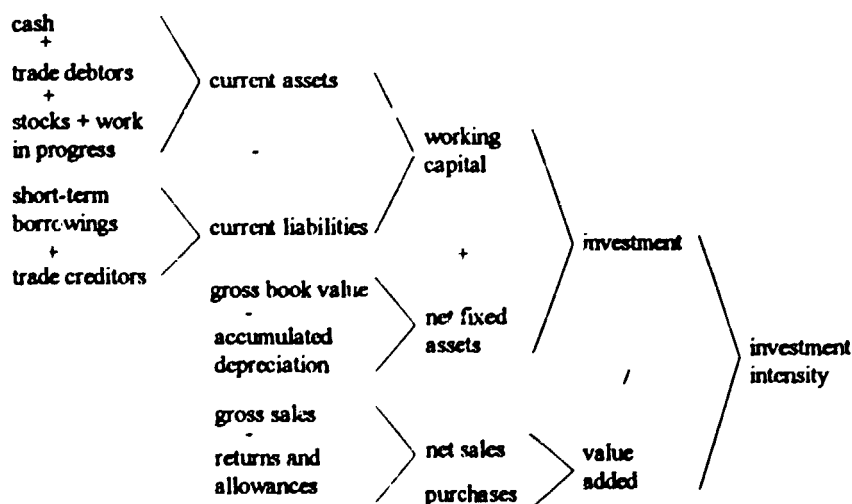 cash
+
trade debtors
+
stocks + work
in progress
current assets
-
short-term
borrowings
+
trade creditors
current liabilities
working
capital
+
gross book value
-
accumulated
depreciation
net fixed
assets
investment
/
gross sales
-
returns and
allowances
net sales
purchases
value
added
investment
intensity